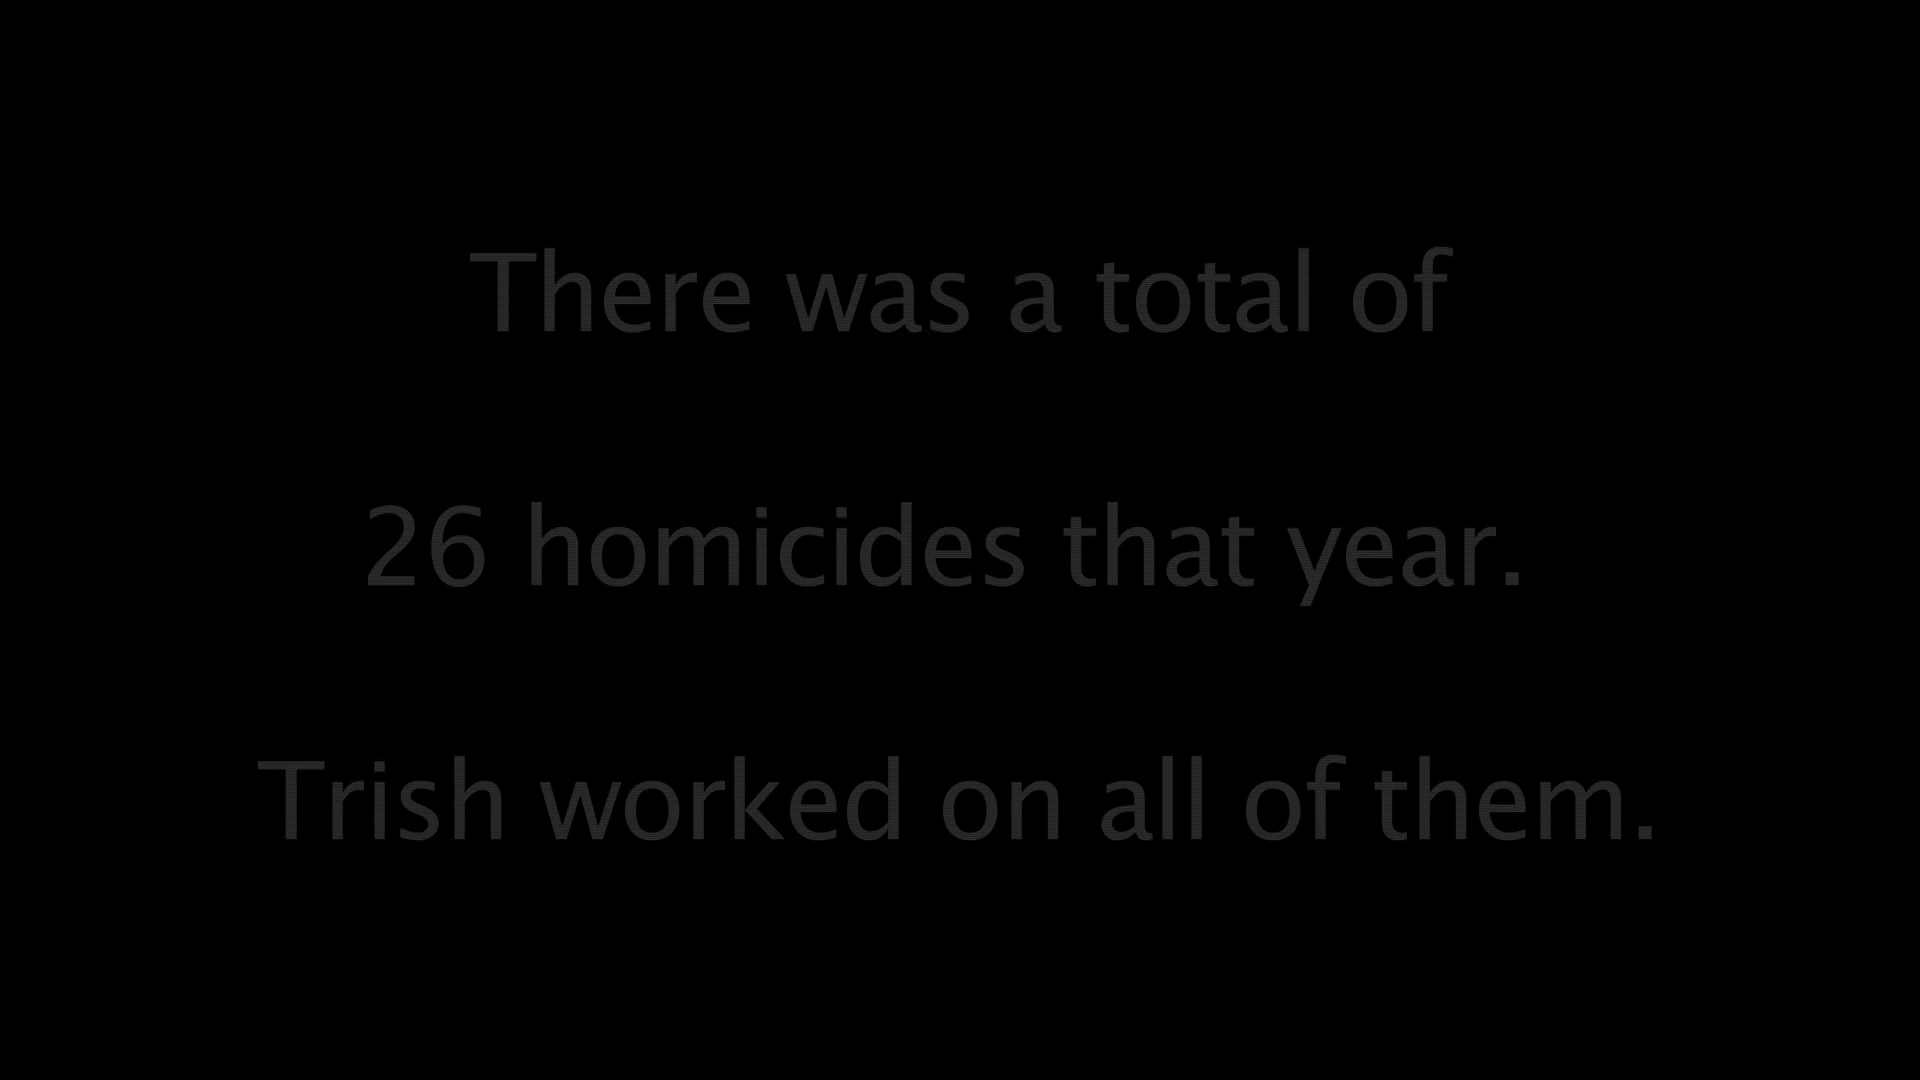 There was a total of
26 homicides that year.
Trish worked on all of them.